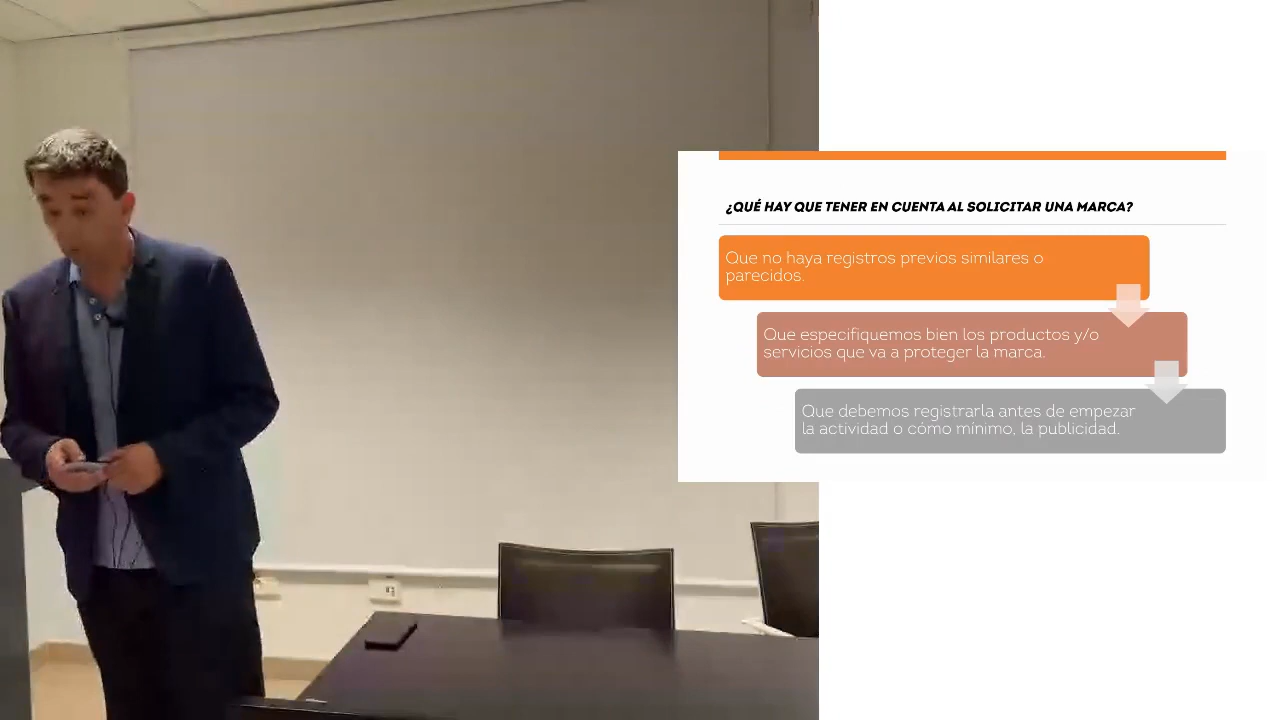 ¿QUÉ HAY QUE TENER EN CUENTA AL SOLICITAR UNA MARCA?
Que no haya registros previos similares o
parecidos.
Que especifiquemos bien los productos y/o
servicios que va a proteger la marca.
Que debemos registrarla antes de empezar
la actividad o cómo mínimo, la publicidad.